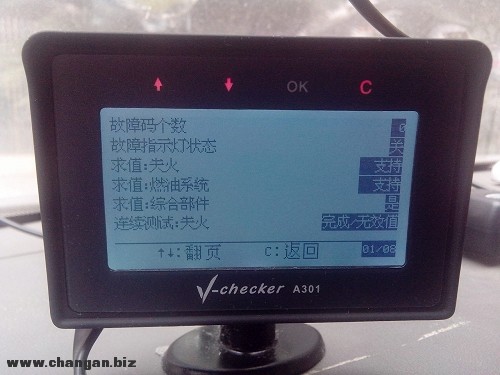 ↑ ↓ OK C
故障码个数 0
故障指示灯状态 关
求值:失火 支持
求值:燃油系统 支持
求值:综合部件 是
连续测试:失火 完成/无效值
↑↓:翻页 C:返回 01/08
V-checker A301
www.changan.biz